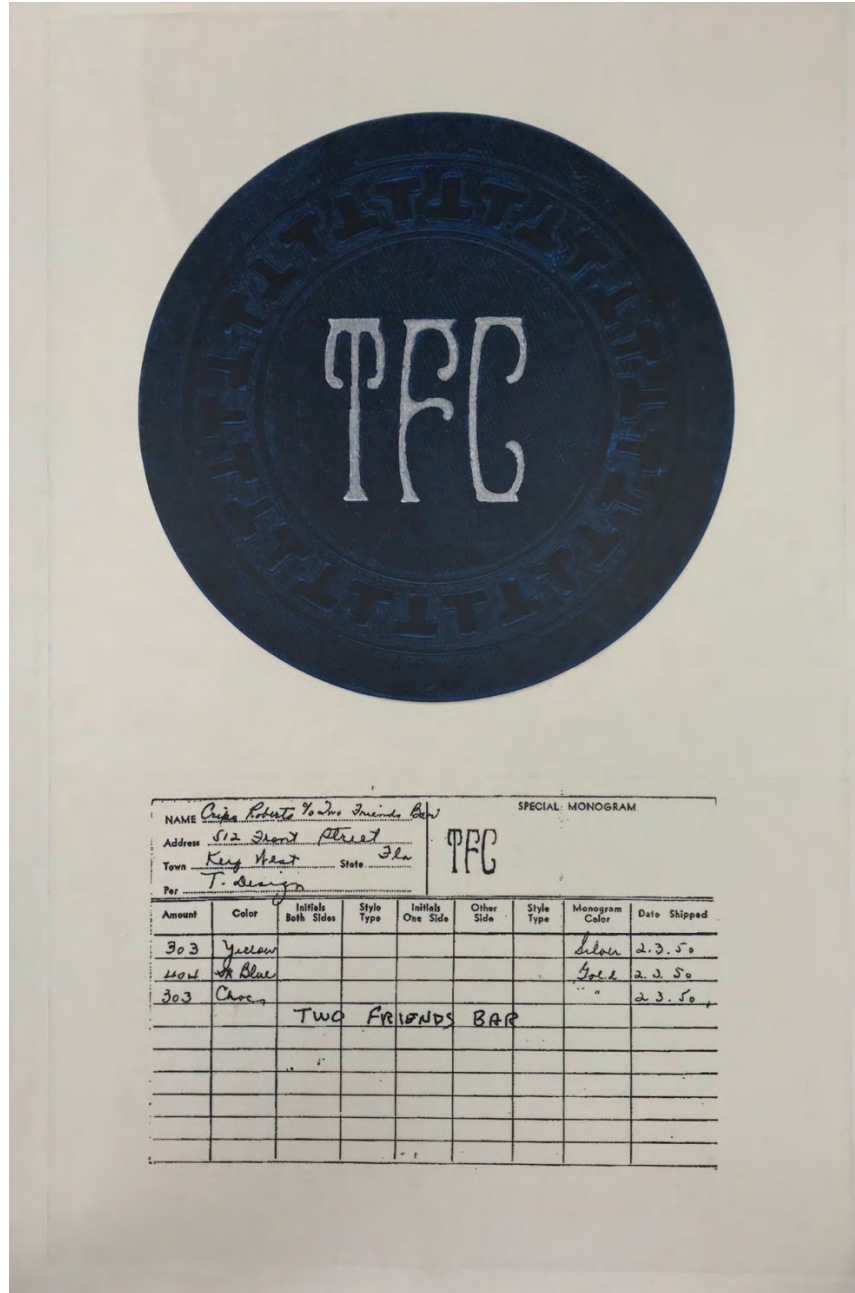 TFC
SPECIAL MONOGRAM
NAME Roberts % Two Friends Bar
Address 512 Front Street
Town Key West State Fla
Per T. Design
TFC
Amount Color Initials Both Sides Style Type Initials One Side Other Side Style Type Monogram Color Date Shipped
303 Yellow Silver 2.3.50
404 Dk Blue Gold 2.3.50
303 Choc " 2.3.50
TWO FRIENDS BAR